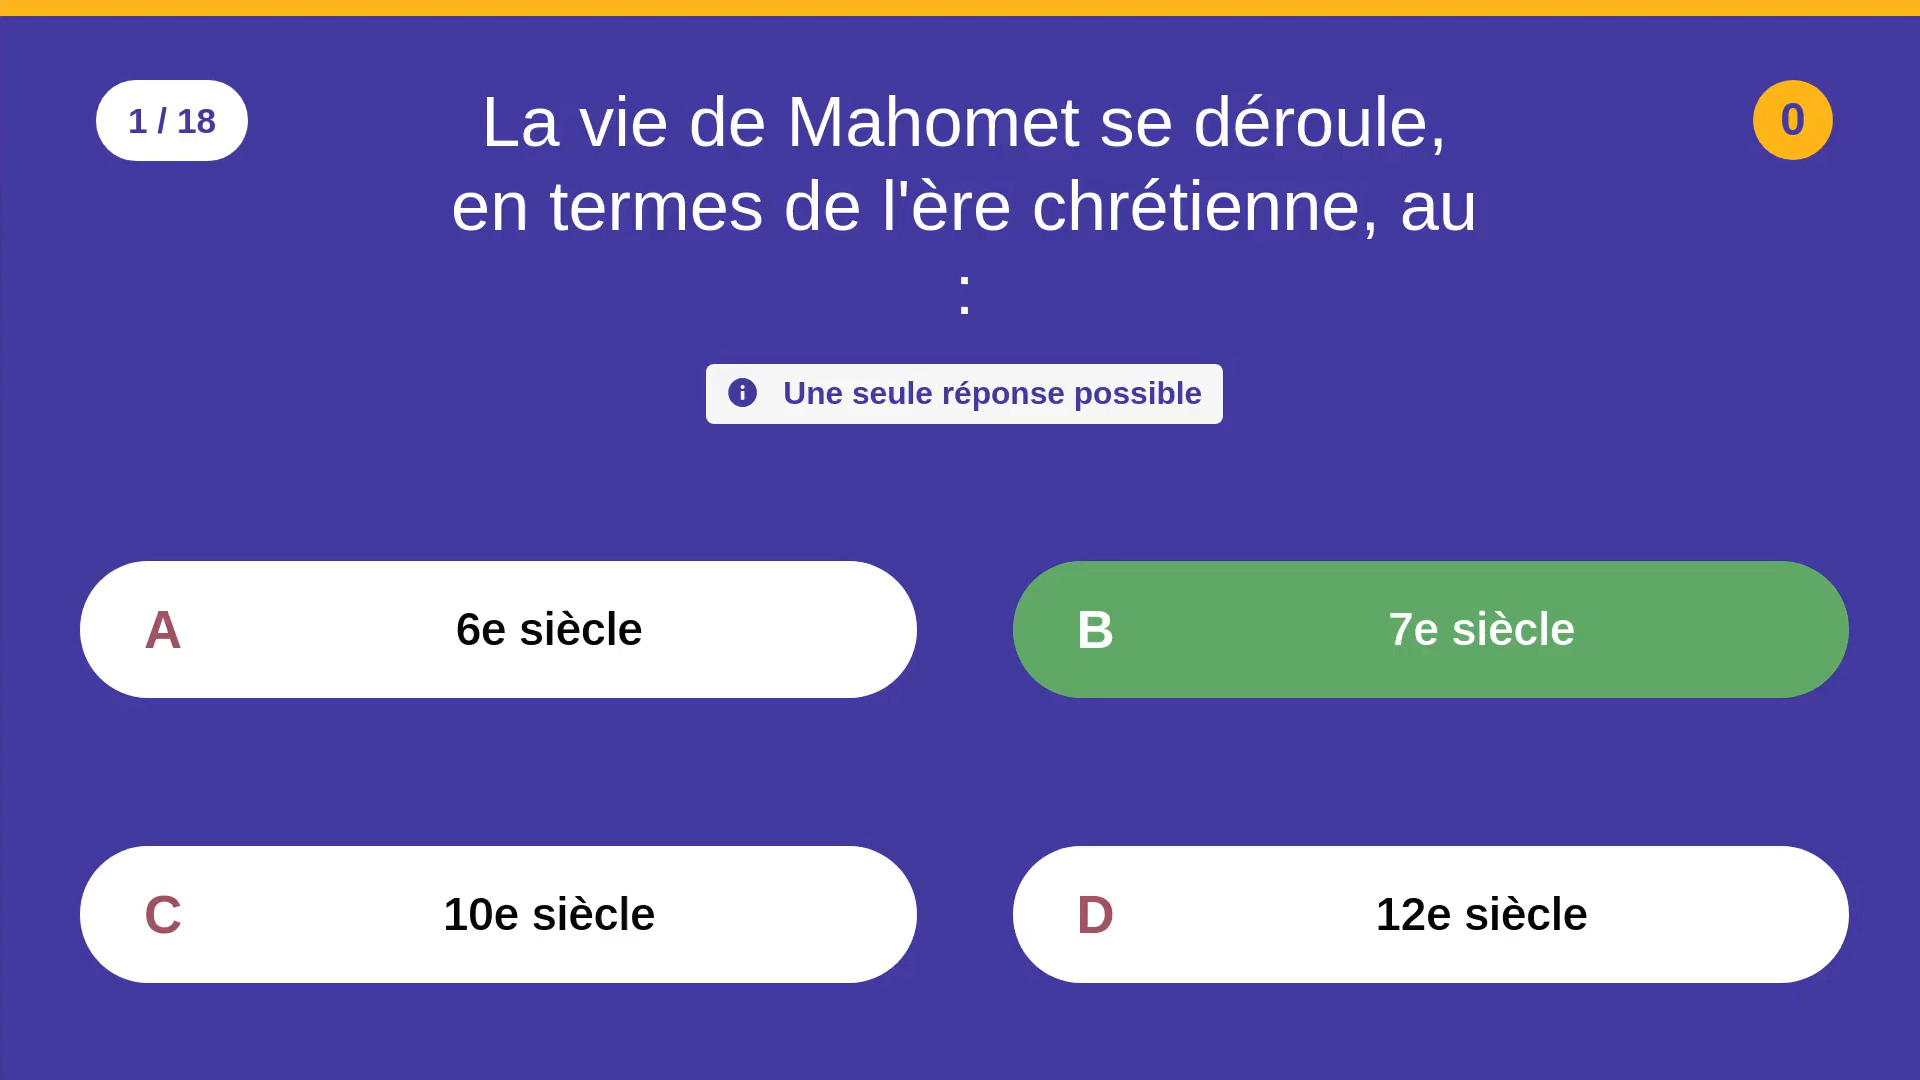 1 / 18
La vie de Mahomet se déroule,
en termes de l'ère chrétienne, au
:
0
Une seule réponse possible
A 6e siècle
B 7e siècle
C 10e siècle
D 12e siècle